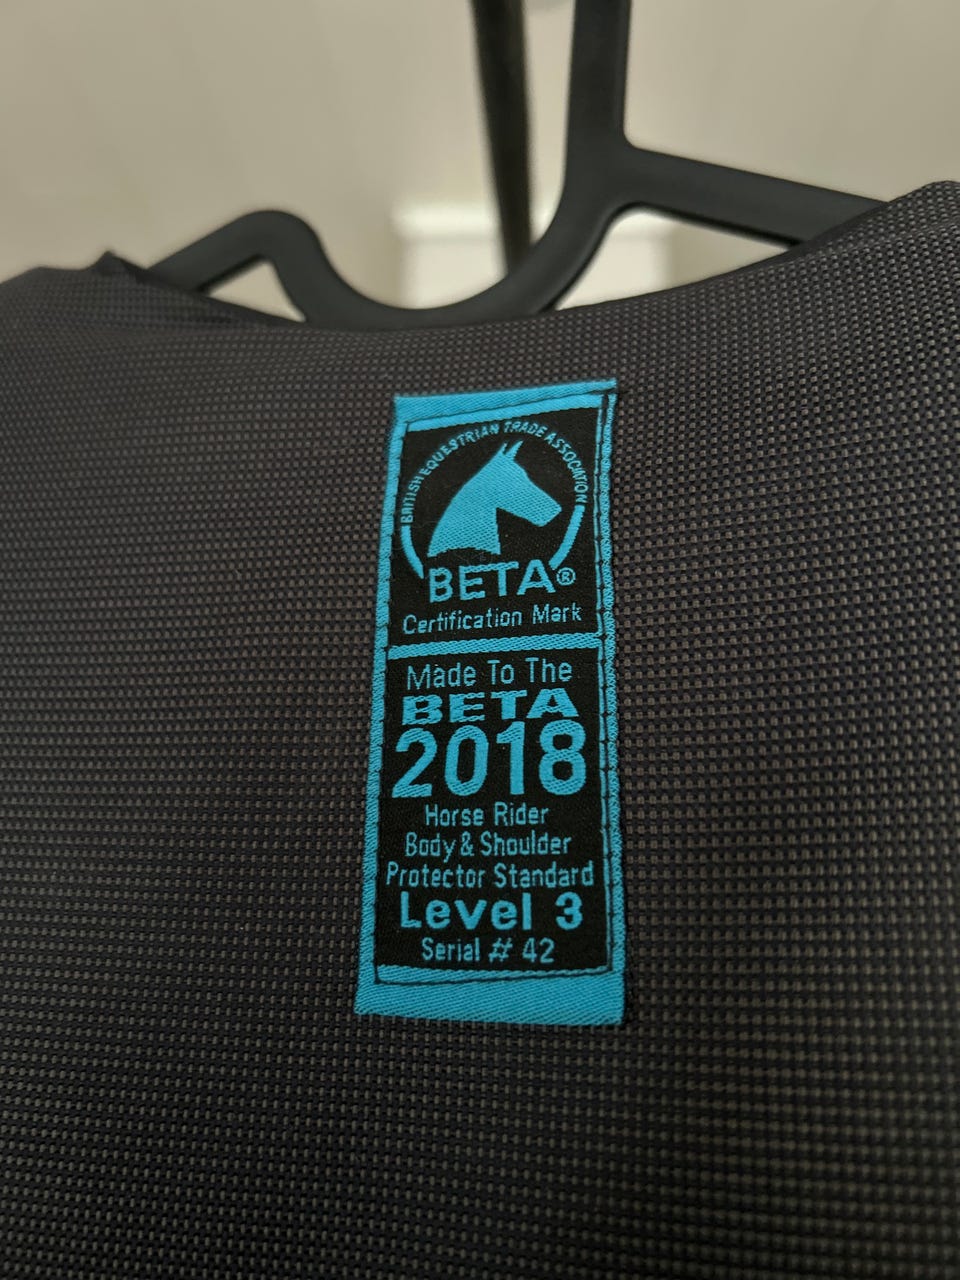 BRITISH EQUESTRIAN TRADE ASSOCIATION
BETA®
Certification Mark
Made To The
BETA
2018
Horse Rider
Body & Shoulder
Protector Standard
Level 3
Serial # 42